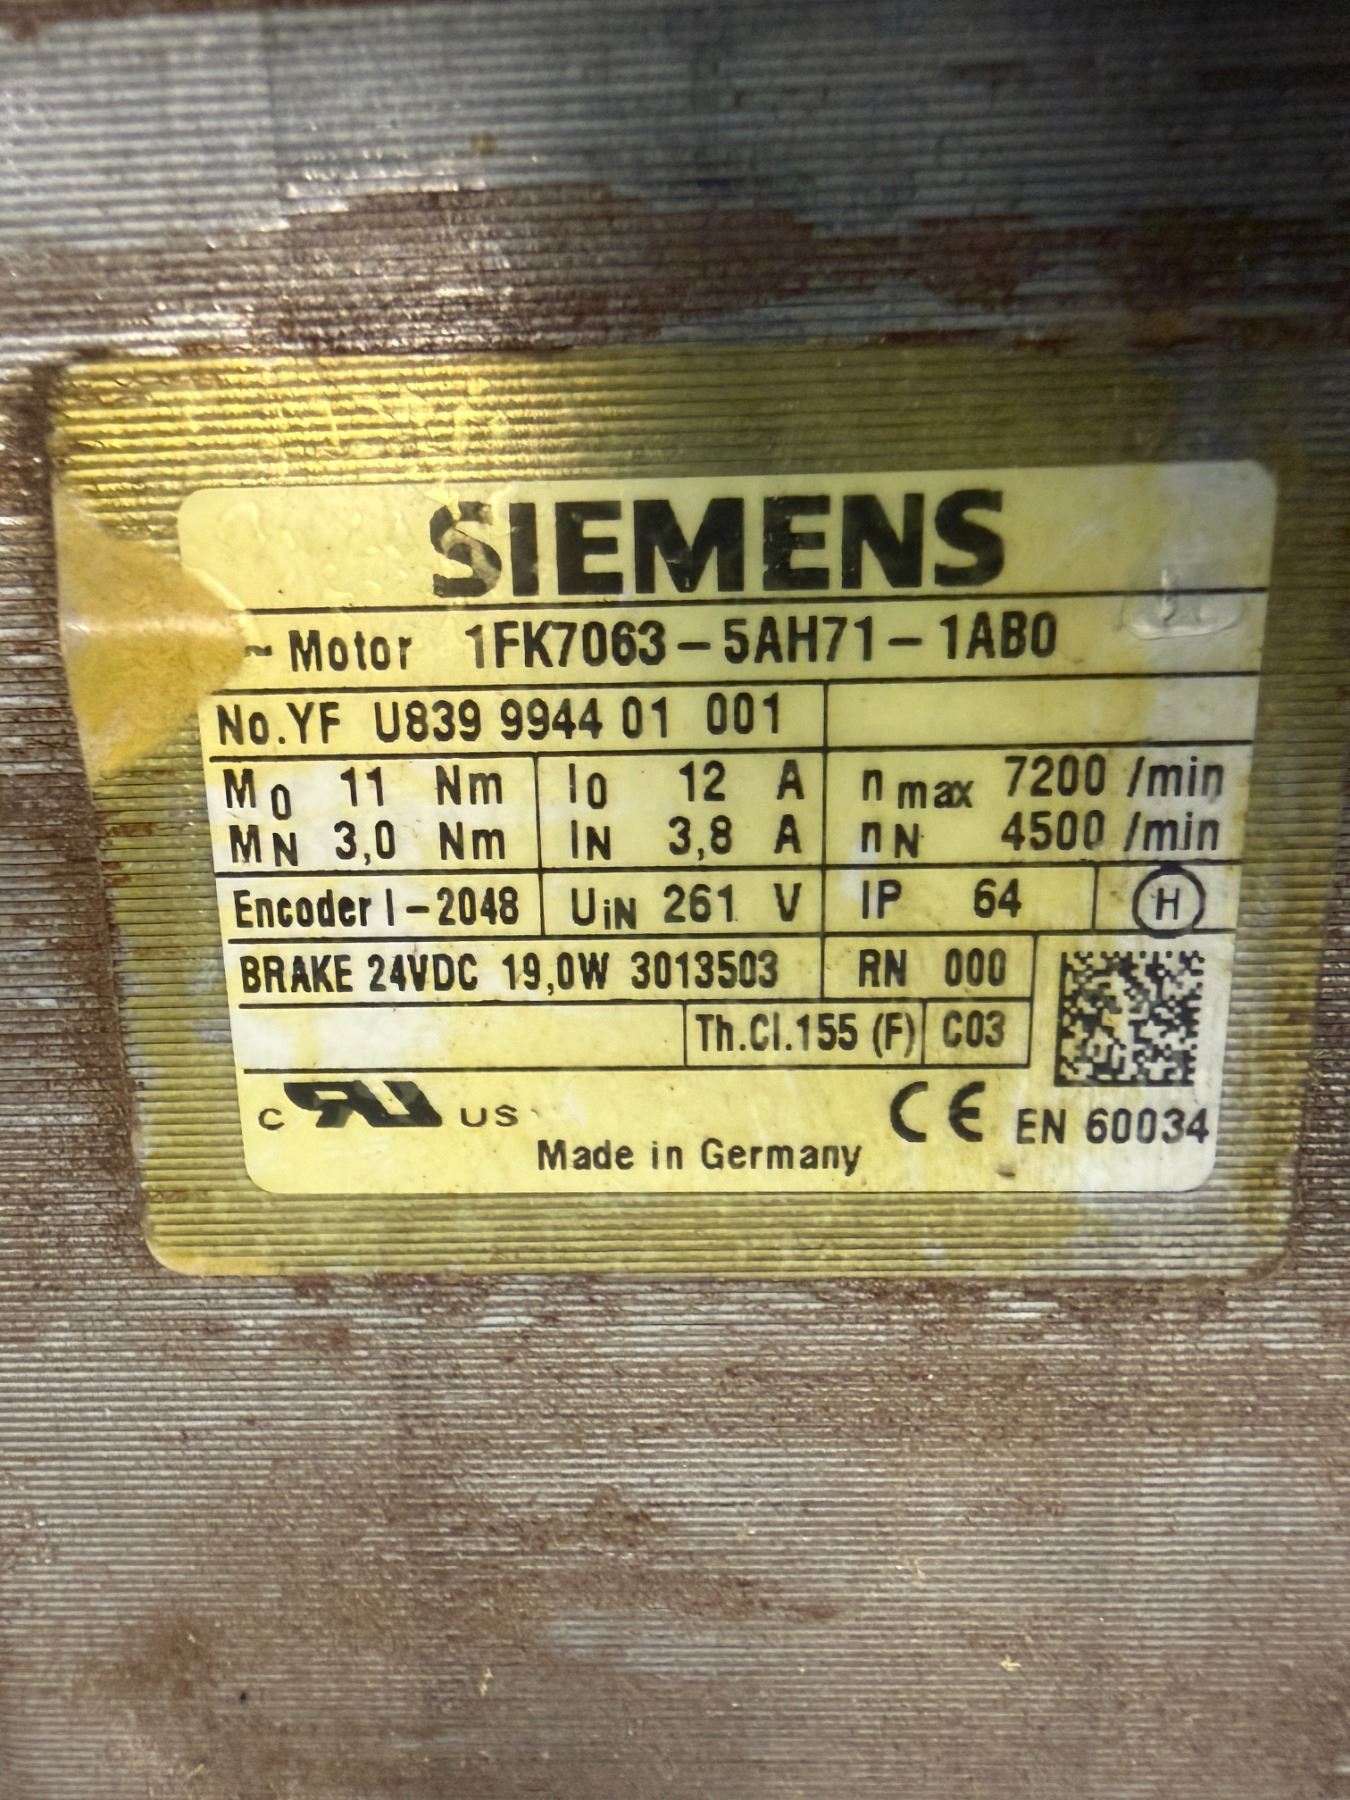 SIEMENS
~ Motor 1FK7063-5AH71-1AB0
No.YF U839 9944 01 001
M0 11 Nm I0 12 A nmax 7200 /min
MN 3,0 Nm IN 3,8 A nN 4500 /min
Encoder I-2048 UiN 261 V IP 64 H
BRAKE 24VDC 19,0W 3013503 RN 000
Th.Cl.155 (F) C03
c RU US CE EN 60034
Made in Germany